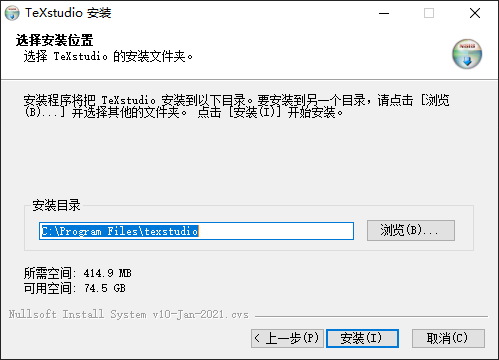 TeXstudio 安装
选择安装位置
选择 TeXstudio 的安装文件夹。
安装程序将把 TeXstudio 安装到以下目录。要安装到另一个目录，请点击 [浏览
(B)...] 并选择其他的文件夹。 点击 [安装(I)] 开始安装。
安装目录
C:\Program Files\texstudio
浏览(B)...
所需空间: 414.9 MB
可用空间: 74.5 GB
Nullsoft Install System v10-Jan-2021.cvs
< 上一步(P) 安装(I) 取消(C)